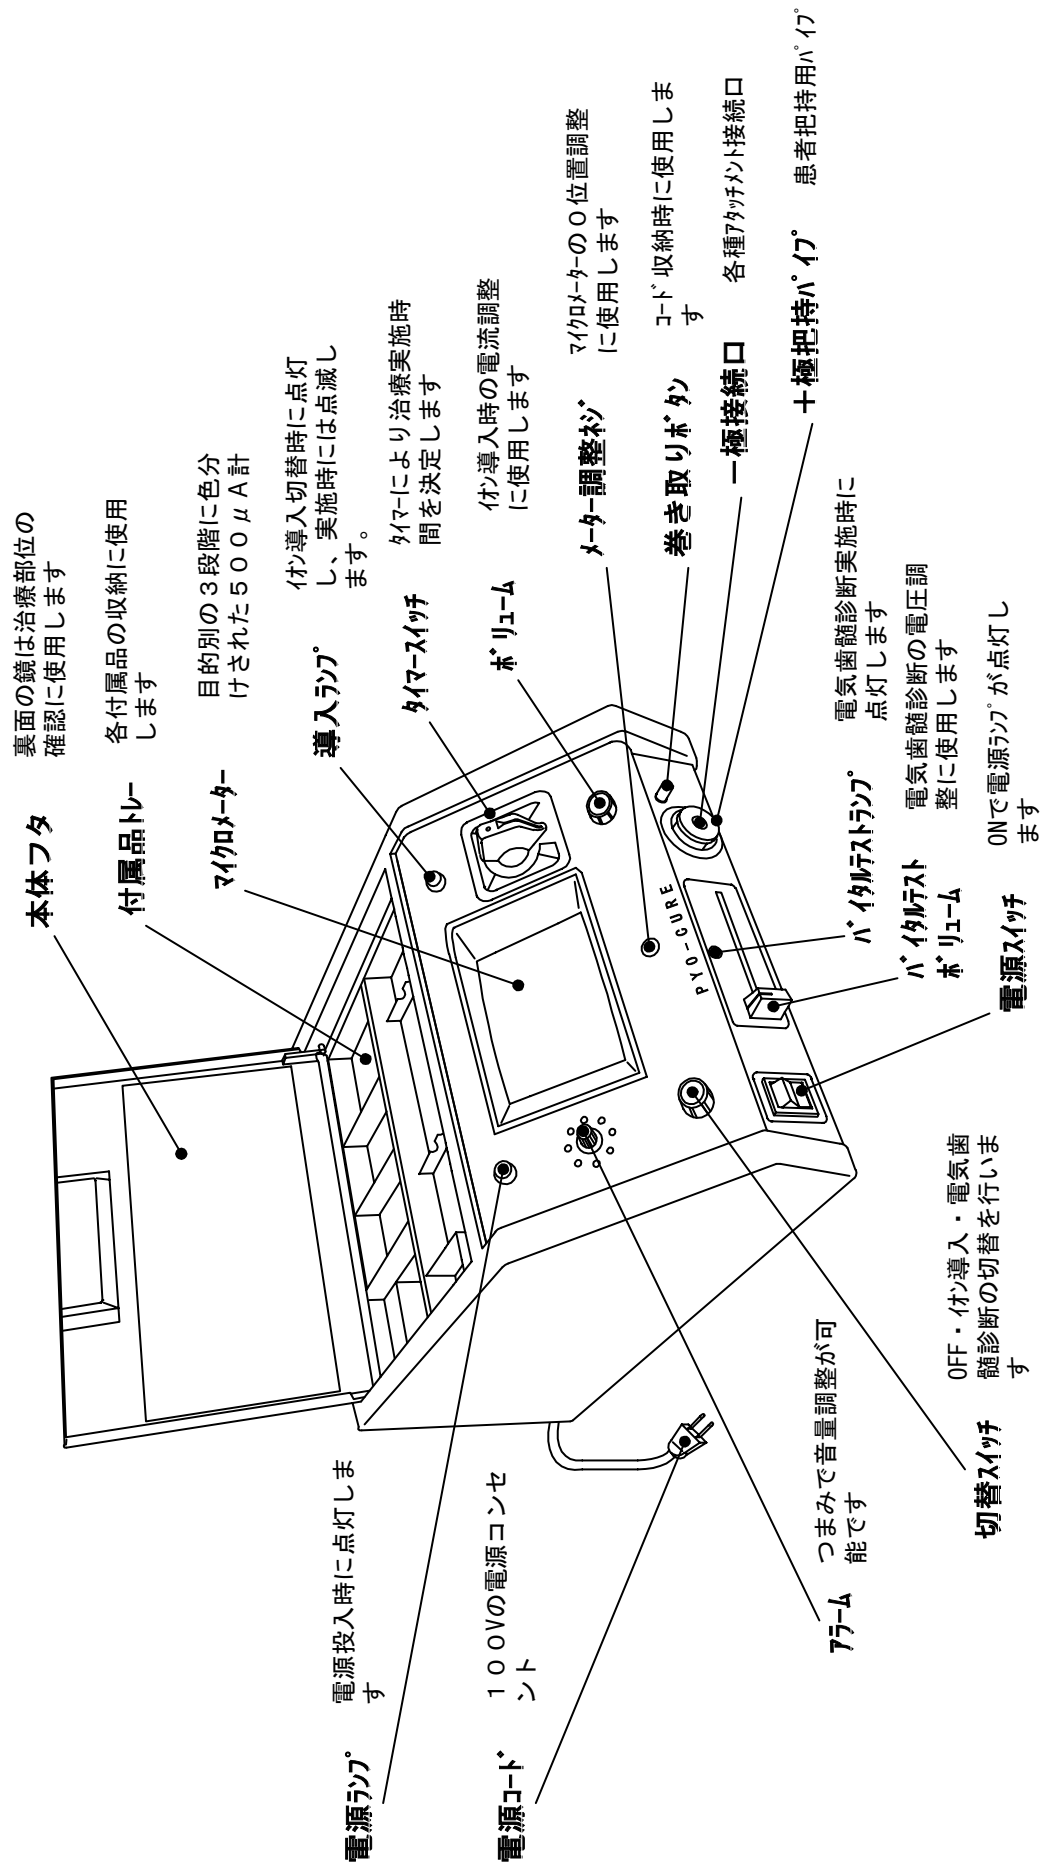 本体フタ
裏面の鏡は治療部位の
確認に使用します
付属品ﾄﾚｰ
各付属品の収納に使用
します
ﾏｲｸﾛﾒｰﾀｰ
目的別の３段階に色分
けされた５００μＡ計
導入ﾗﾝﾌﾟ
ｲｵﾝ導入切替時に点灯
し、実施時には点滅し
ます。
ﾀｲﾏｰｽｲｯﾁ
ﾀｲﾏｰにより治療実施時
間を決定します
ﾎﾞﾘｭｰﾑ
ｲｵﾝ導入時の電流調整
に使用します
ﾒｰﾀｰ調整ﾈｼﾞ
ﾏｲｸﾛﾒｰﾀｰの０位置調整
に使用します
巻き取りﾎﾞﾀﾝ
ｺｰﾄﾞ収納時に使用しま
す
－極接続口
各種ｱﾀｯﾁﾒﾝﾄ接続口
＋極把持ﾊﾟｲﾌﾟ
患者把持用ﾊﾟｲﾌﾟ
電源ﾗﾝﾌﾟ
電源投入時に点灯しま
す
電源ｺｰﾄﾞ
１００Vの電源コンセ
ント
PYO-CURE
ｱﾗｰﾑ
つまみで音量調整が可
能です
切替ｽｲｯﾁ
OFF・ｲｵﾝ導入・電気歯
髄診断の切替を行いま
す
ﾊﾞｲﾀﾙﾃｽﾄﾗﾝﾌﾟ
電気歯髄診断実施時に
点灯します
ﾊﾞｲﾀﾙﾃｽﾄ
ﾎﾞﾘｭｰﾑ
電気歯髄診断の電圧調
整に使用します
電源ｽｲｯﾁ
ONで電源ﾗﾝﾌﾟが点灯し
ます